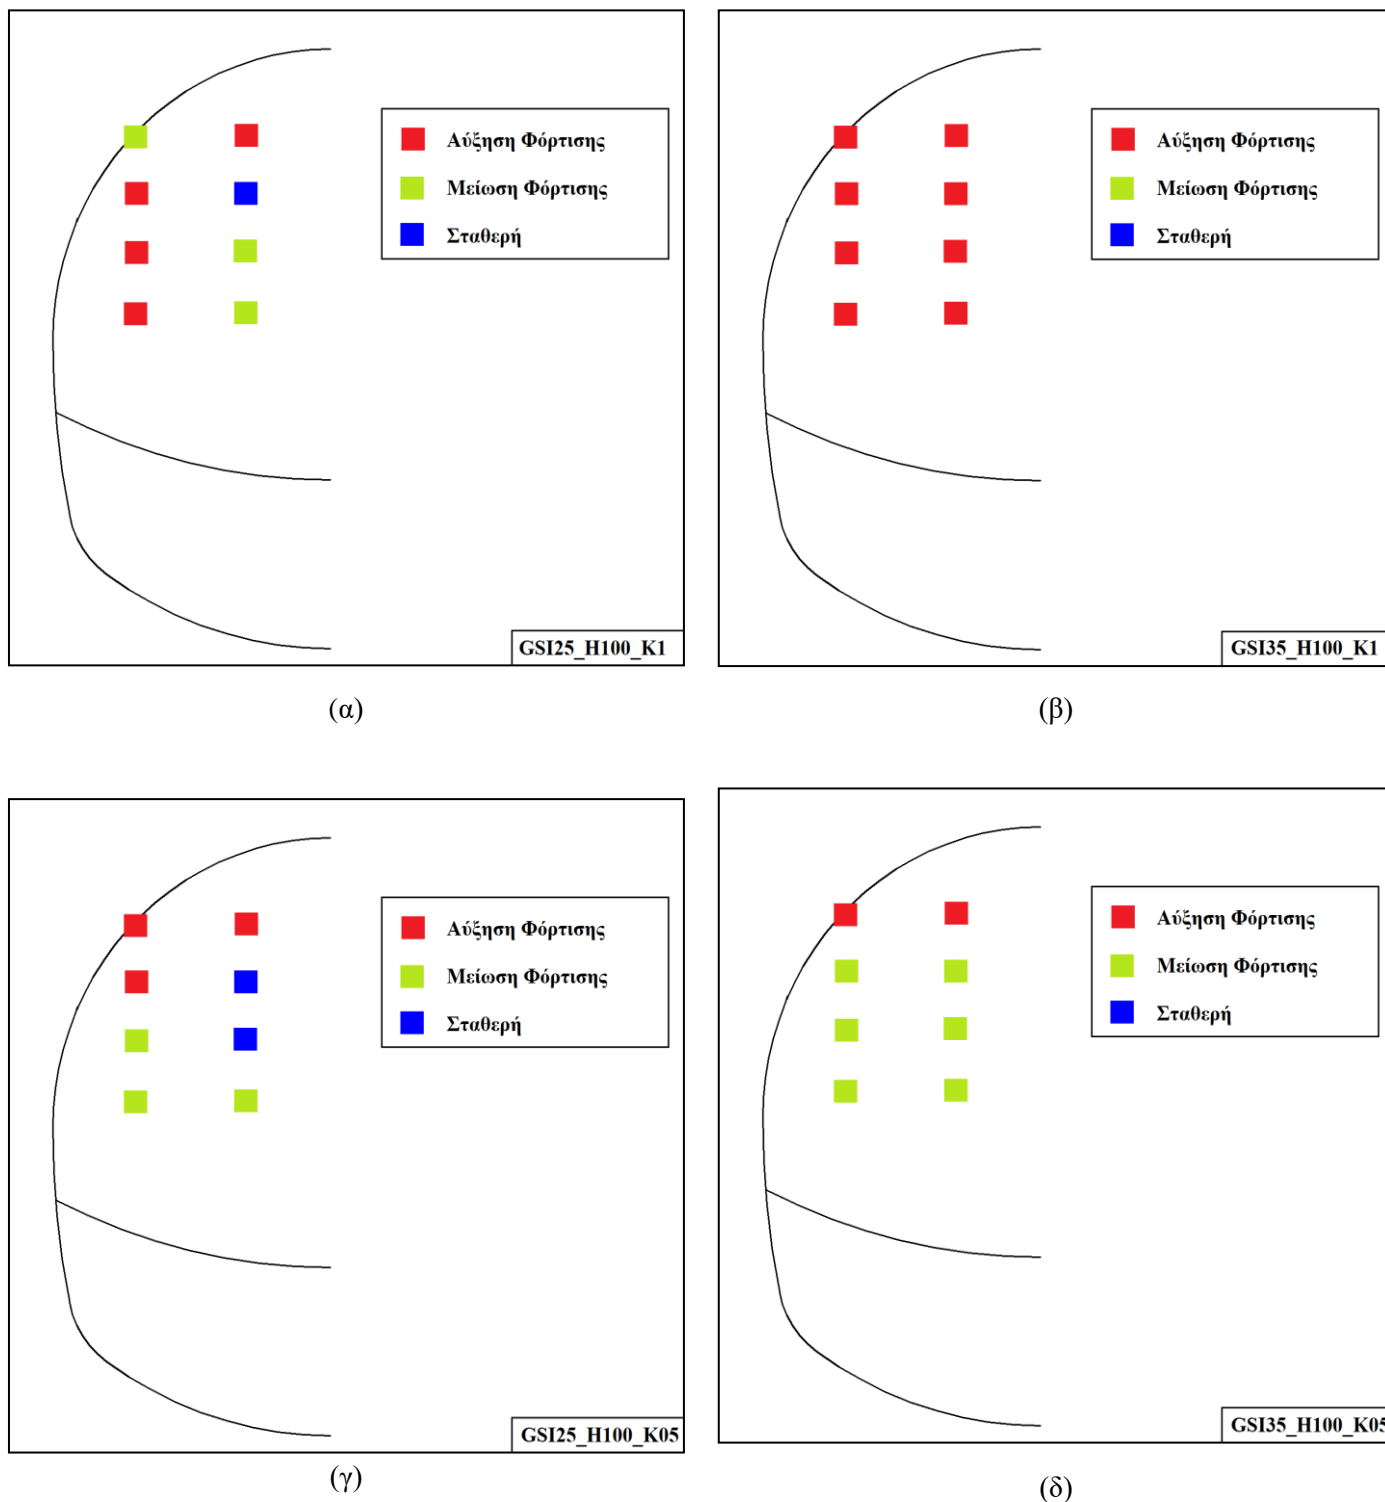 Αύξηση Φόρτισης
Μείωση Φόρτισης
Σταθερή
GSI25_H100_K1
(α)
Αύξηση Φόρτισης
Μείωση Φόρτισης
Σταθερή
GSI35_H100_K1
(β)
Αύξηση Φόρτισης
Μείωση Φόρτισης
Σταθερή
GSI25_H100_K05
(γ)
Αύξηση Φόρτισης
Μείωση Φόρτισης
Σταθερή
GSI35_H100_K05
(δ)